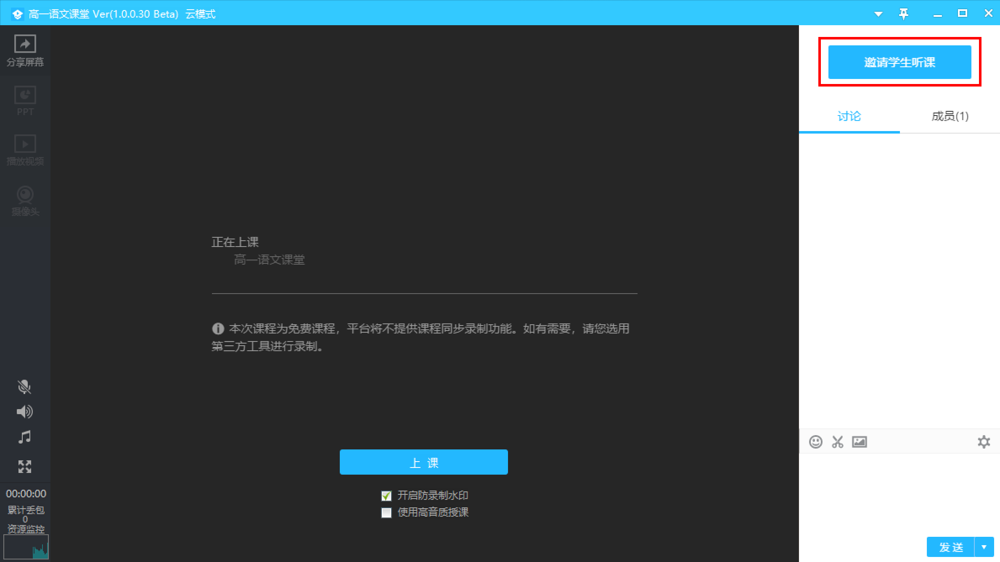 高一语文课堂 Ver(1.0.0.30 Beta) 云模式
分享屏幕
PPT
播放视频
摄像头
00:00:00
累计丢包
0
资源监控
正在上课
高一语文课堂
本次课程为免费课程，平台将不提供课程同步录制功能。如有需要，请您选用
第三方工具进行录制。
上 课
开启防录制水印
使用高音质授课
邀请学生听课
讨论 成员(1)
发 送